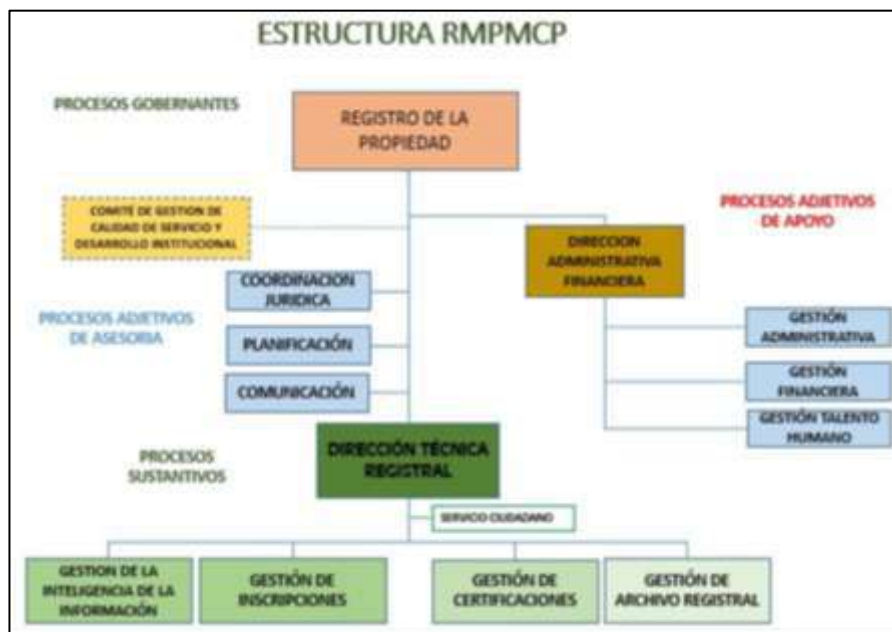 ESTRUCTURA RMPMCP
PROCESOS GOBERNANTES
REGISTRO DE LA
PROPIEDAD
COMITÉ DE GESTION DE
CALIDAD DE SERVICIO Y
DESARROLLO INSTITUCIONAL
PROCESOS ADJETIVOS
DE APOYO
DIRECCION
ADMINISTRATIVA
FINANCIERA
COORDINACION
JURIDICA
PROCESOS ADJETIVOS
DE ASESORIA
PLANIFICACIÓN
COMUNICACIÓN
GESTIÓN
ADMINISTRATIVA
GESTIÓN
FINANCIERA
GESTIÓN TALENTO
HUMANO
PROCESOS
SUSTANTIVOS
DIRECCIÓN TÉCNICA
REGISTRAL
SERVICIO CIUDADANO
GESTION DE LA
INTELIGENCIA DE LA
INFORMACIÓN
GESTIÓN DE
INSCRIPCIONES
GESTIÓN DE
CERTIFICACIONES
GESTIÓN DE
ARCHIVO REGISTRAL